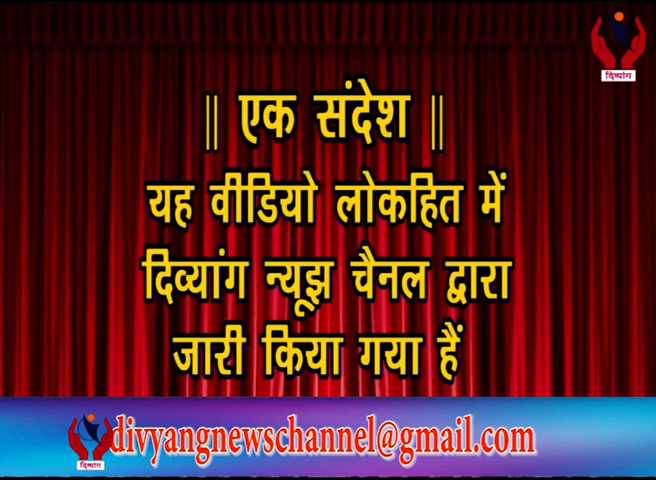 दिव्यांग
|| एक संदेश ||
यह वीडियो लोकहित में
दिव्यांग न्यूझ चैनल द्वारा
जारी किया गया हैं
divyangnewschannel@gmail.com
दिव्यांग